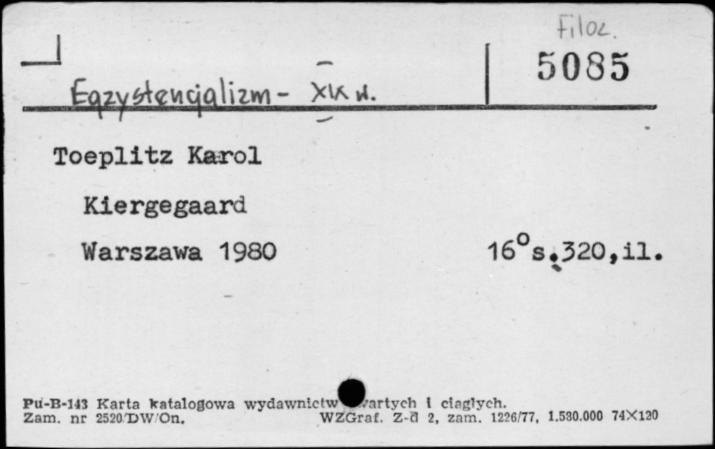 Filoz.
5085
Egzystencjalizm - XIX w.
Toeplitz Karol
Kiergegaard
Warszawa 1980 16° s.320,il.
Pu-B-143 Karta katalogowa wydawnictw zwartych i ciągłych.
Zam. nr 2520/DW/On. WZGraf. Z-d 2, zam. 1226/77, 1.530.000 74X120